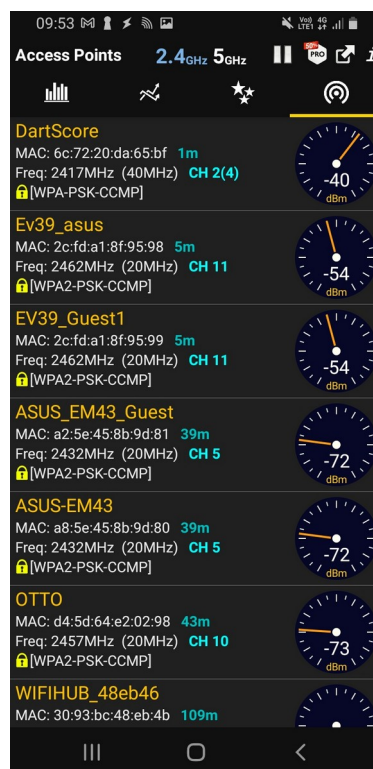 09:53
Vo)) 4G
LTE1
Access Points 2.4GHz 5GHz
50%
PRO
DartScore
MAC: 6c:72:20:da:65:bf 1m
Freq: 2417MHz (40MHz) CH 2(4)
[WPA-PSK-CCMP]
-40
dBm
Ev39_asus
MAC: 2c:fd:a1:8f:95:98 5m
Freq: 2462MHz (20MHz) CH 11
[WPA2-PSK-CCMP]
-54
dBm
EV39_Guest1
MAC: 2c:fd:a1:8f:95:99 5m
Freq: 2462MHz (20MHz) CH 11
[WPA2-PSK-CCMP]
-54
dBm
ASUS_EM43_Guest
MAC: a2:5e:45:8b:9d:81 39m
Freq: 2432MHz (20MHz) CH 5
[WPA2-PSK-CCMP]
-72
dBm
ASUS-EM43
MAC: a8:5e:45:8b:9d:80 39m
Freq: 2432MHz (20MHz) CH 5
[WPA2-PSK-CCMP]
-72
dBm
OTTO
MAC: d4:5d:64:e2:02:98 43m
Freq: 2457MHz (20MHz) CH 10
[WPA2-PSK-CCMP]
-73
dBm
WIFIHUB_48eb46
MAC: 30:93:bc:48:eb:4b 109m